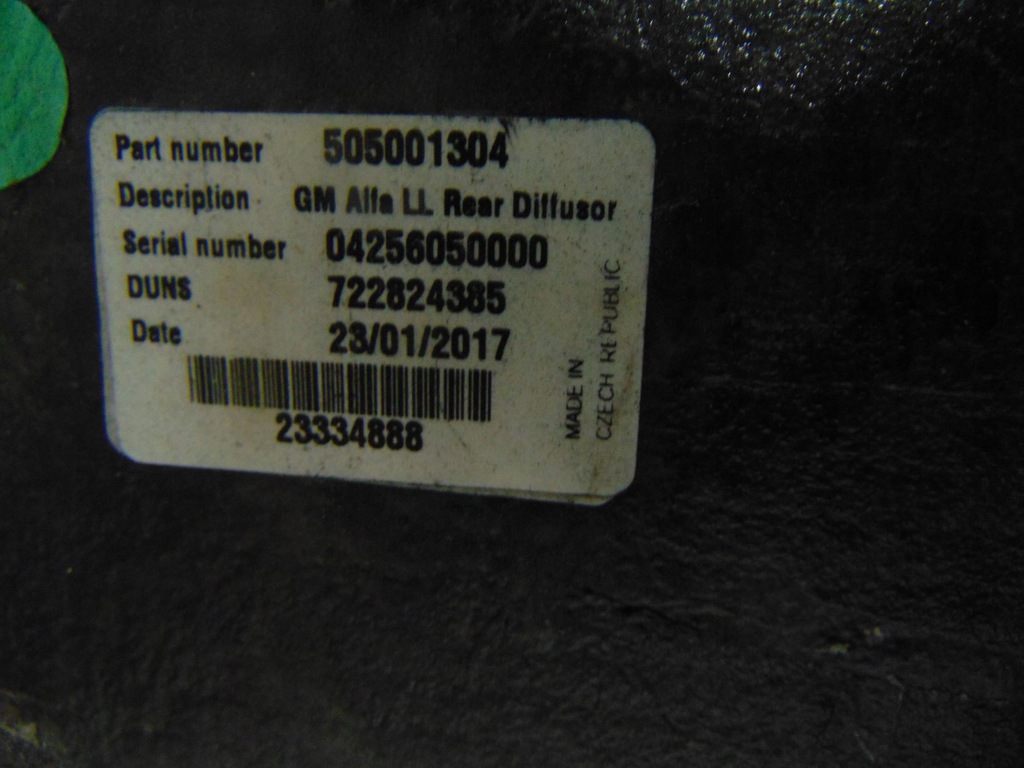 Part number 505001304
Description GM Alfa LL Rear Diffusor
Serial number 04256050000
DUNS 722824385
Date 23/01/2017
23334888
MADE IN
CZECH REPUBLIC